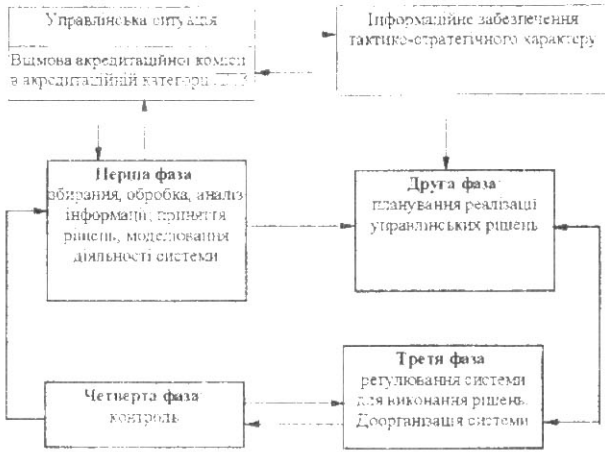 Управлінська ситуація
Відмова акредитаційної комісії
в акредитаційній категорії
Інформаційне забезпечення
тактико-стратегічного характеру
Перша фаза
збирання, обробка, аналіз
інформації, прийняття
рішень, моделювання
діяльності системи
Друга фаза
планування реалізації
управлінських рішень
Третя фаза
регулювання системи
для виконання рішень.
Доорганізація системи
Четверта фаза
контроль